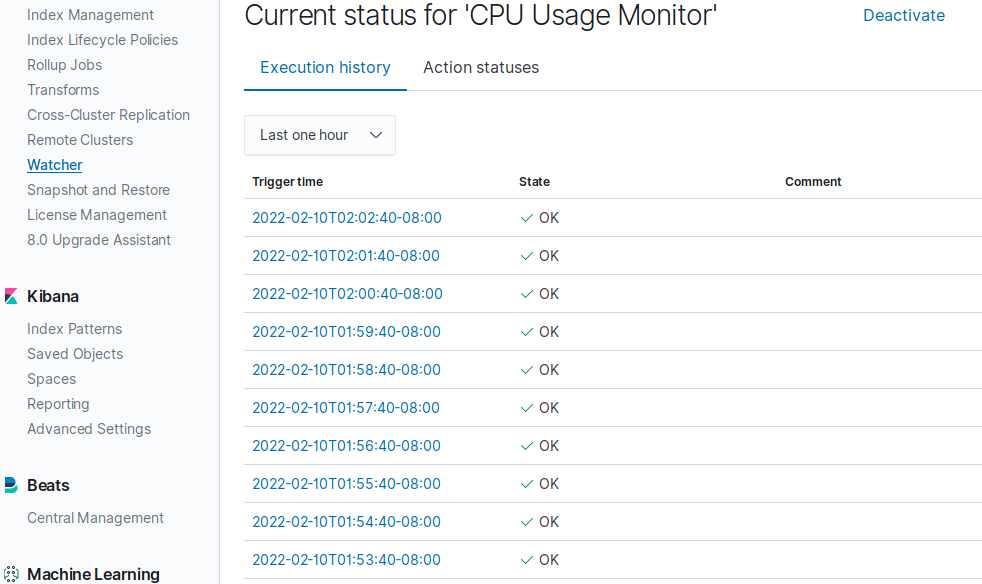 Index Management
Index Lifecycle Policies
Rollup Jobs
Transforms
Cross-Cluster Replication
Remote Clusters
Watcher
Snapshot and Restore
License Management
8.0 Upgrade Assistant
Kibana
Index Patterns
Saved Objects
Spaces
Reporting
Advanced Settings
Beats
Central Management
Machine Learning
Current status for 'CPU Usage Monitor'
Deactivate
Execution history Action statuses
Last one hour
Trigger time State Comment
2022-02-10T02:02:40-08:00 OK
2022-02-10T02:01:40-08:00 OK
2022-02-10T02:00:40-08:00 OK
2022-02-10T01:59:40-08:00 OK
2022-02-10T01:58:40-08:00 OK
2022-02-10T01:57:40-08:00 OK
2022-02-10T01:56:40-08:00 OK
2022-02-10T01:55:40-08:00 OK
2022-02-10T01:54:40-08:00 OK
2022-02-10T01:53:40-08:00 OK